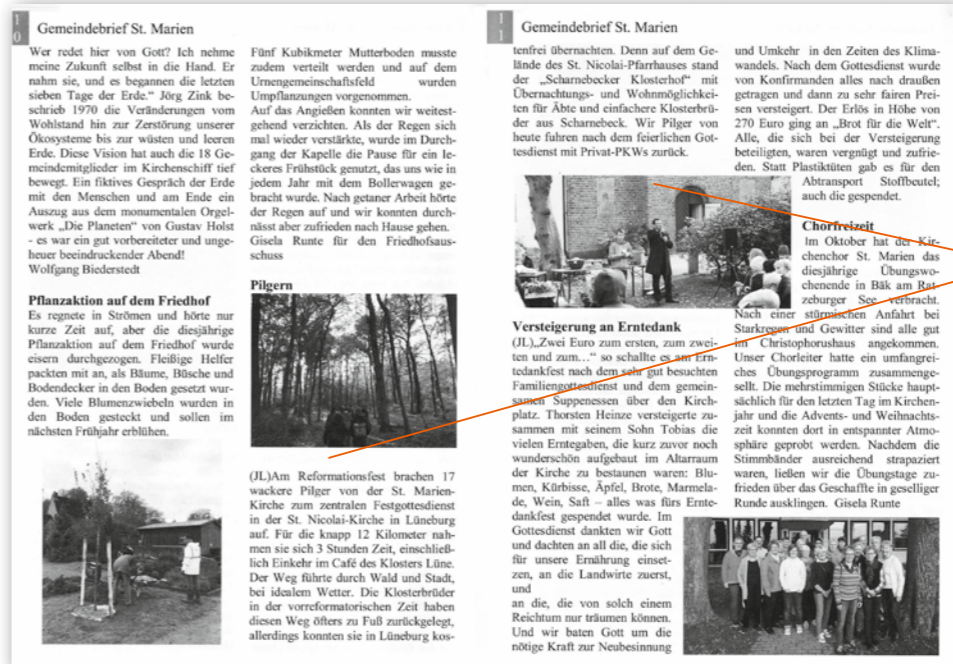 10
Gemeindebrief St. Marien
Wer redet hier von Gott? Ich nehme
meine Zukunft selbst in die Hand. Er
nahm sie, und es begannen die letzten
sieben Tage der Erde.“ Jörg Zink be-
schrieb 1970 die Veränderungen vom
Wohlstand hin zur Zerstörung unserer
Ökosysteme bis zur wüsten und leeren
Erde. Diese Vision hat auch die 18 Ge-
meindemitglieder im Kirchenschiff tief
bewegt. Ein fiktives Gespräch der Erde
mit den Menschen und am Ende ein
Auszug aus dem monumentalen Orgel-
werk „Die Planeten“ von Gustav Holst
- es war ein gut vorbereiteter und unge-
heuer beeindruckender Abend!
Wolfgang Biederstedt
Pflanzaktion auf dem Friedhof
Es regnete in Strömen und hörte nur
kurze Zeit auf, aber die diesjährige
Pflanzaktion auf dem Friedhof wurde
eisern durchgezogen. Fleißige Helfer
packten mit an, als Bäume, Büsche und
Bodendecker in den Boden gesetzt wur-
den. Viele Blumenzwiebeln wurden in
den Boden gesteckt und sollen im
nächsten Frühjahr erblühen.
Fünf Kubikmeter Mutterboden musste
zudem verteilt werden und auf dem
Urnengemeinschaftsfeld wurden
Umpflanzungen vorgenommen.
Auf das Angießen konnten wir weitest-
gehend verzichten. Als der Regen sich
mal wieder verstärkte, wurde im Durch-
gang der Kapelle die Pause für ein le-
ckeres Frühstück genutzt, das uns wie in
jedem Jahr mit dem Bollerwagen ge-
bracht wurde. Nach getaner Arbeit hörte
der Regen auf und wir konnten durch-
nässt aber zufrieden nach Hause gehen.
Gisela Runte für den Friedhofsaus-
schuss
Pilgern
(JL)Am Reformationsfest brachen 17
wackere Pilger von der St. Marien-
Kirche zum zentralen Festgottesdienst
in der St. Nicolai-Kirche in Lüneburg
auf. Für die knapp 12 Kilometer nah-
men sie sich 3 Stunden Zeit, einschließ-
lich Einkehr im Café des Klosters Lüne.
Der Weg führte durch Wald und Stadt,
bei idealem Wetter. Die Klosterbrüder
in der vorreformatorischen Zeit haben
diesen Weg öfters zu Fuß zurückgelegt,
allerdings konnten sie in Lüneburg kos-
11
Gemeindebrief St. Marien
tenfrei übernachten. Denn auf dem Ge-
lände des St. Nicolai-Pfarrhauses stand
der „Scharnebecker Klosterhof“ mit
Übernachtungs- und Wohnmöglichkei-
ten für Äbte und einfachere Klosterbrü-
der aus Scharnebeck. Wir Pilger von
heute fuhren nach dem feierlichen Got-
tesdienst mit Privat-PKWs zurück.
Versteigerung an Erntedank
(JL)„Zwei Euro zum ersten, zum zwei-
ten und zum…“ so schallte es am Ern-
tedankfest nach dem sehr gut besuchten
Familiengottesdienst und dem gemein-
samen Suppenessen über den Kirch-
platz. Thorsten Heinze versteigerte zu-
sammen mit seinem Sohn Tobias die
vielen Erntegaben, die kurz zuvor noch
wunderschön aufgebaut im Altarraum
der Kirche zu bestaunen waren: Blu-
men, Kürbisse, Äpfel, Brote, Marmela-
de, Wein, Saft – alles was fürs Ernte-
dankfest gespendet wurde. Im
Gottesdienst dankten wir Gott
und dachten an all die, die sich
für unsere Ernährung einset-
zen, an die Landwirte zuerst,
und
an die, die von solch einem
Reichtum nur träumen können.
Und wir baten Gott um die
nötige Kraft zur Neubesinnung
und Umkehr in den Zeiten des Klima-
wandels. Nach dem Gottesdienst wurde
von Konfirmanden alles nach draußen
getragen und dann zu sehr fairen Prei-
sen versteigert. Der Erlös in Höhe von
270 Euro ging an „Brot für die Welt“.
Alle, die sich bei der Versteigerung
beteiligten, waren vergnügt und zufrie-
den. Statt Plastiktüten gab es für den
Abtransport Stoffbeutel;
auch die gespendet.
Chorfreizeit
Im Oktober hat der Kir-
chenchor St. Marien das
diesjährige Übungswo-
chenende in Bäk am Rat-
zeburger See verbracht.
Nach einer stürmischen Anfahrt bei
Starkregen und Gewitter sind alle gut
im Christophorushaus angekommen.
Unser Chorleiter hatte ein umfangrei-
ches Übungsprogramm zusammenge-
sellt. Die mehrstimmigen Stücke haupt-
sächlich für den letzten Tag im Kirchen-
jahr und die Advents- und Weihnachts-
zeit konnten dort in entspannter Atmo-
sphäre geprobt werden. Nachdem die
Stimmbänder ausreichend strapaziert
waren, ließen wir die Übungstage zu-
frieden über das Geschaffte in geselliger
Runde ausklingen. Gisela Runte